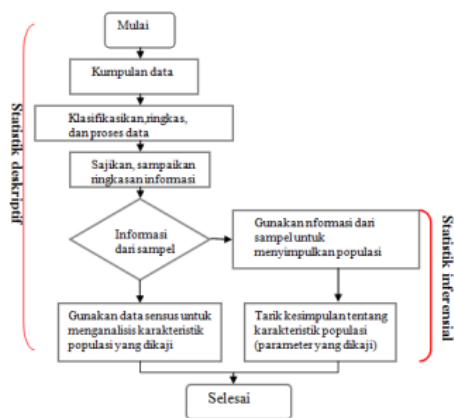 Mulai
Kumpulan data
Klasifikasikan,ringkas,
dan proses data
Sajikan, sampaikan
ringkasan informasi
Informasi
dari sampel
Gunakan nformasi dari
sampel untuk
menyimpulkan populasi
Gunakan data sensus untuk
menganalisis karakteristik
populasi yang dikaji
Tarik kesimpulan tentang
karakteristik populasi
(parameter yang dikaji)
Selesai
Statistik deskriptif
Statistik inferensial